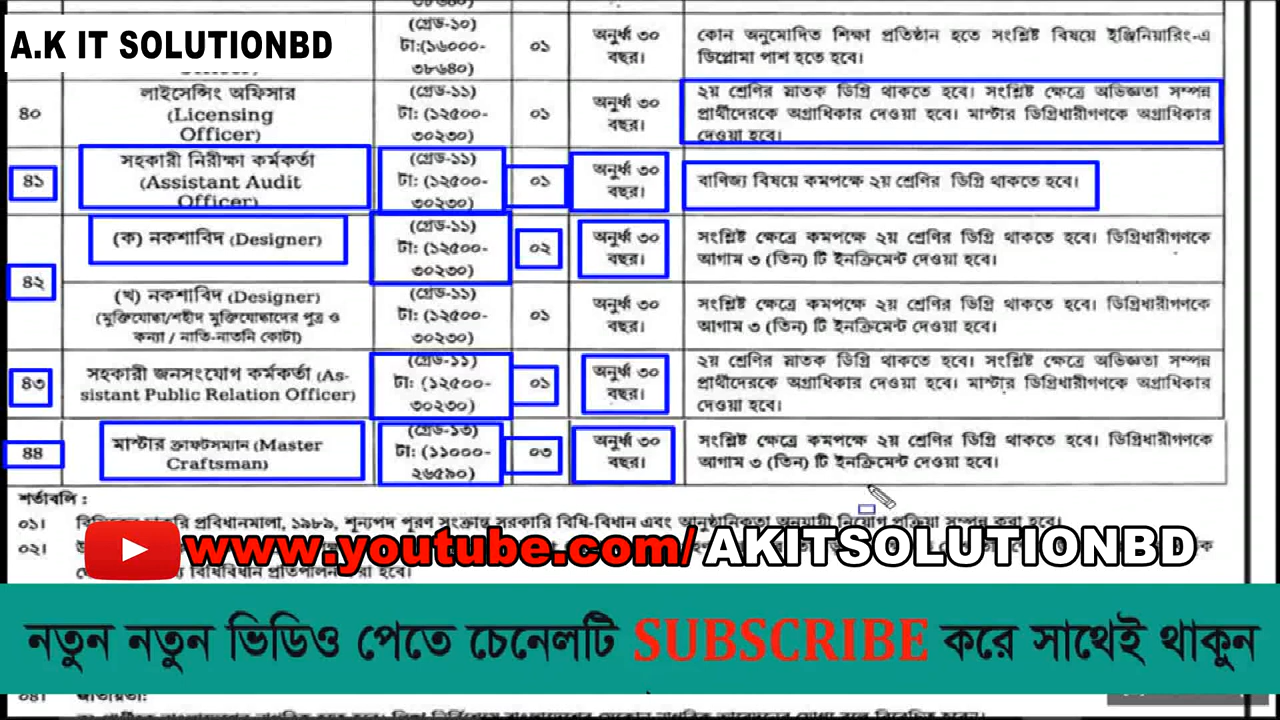 A.K IT SOLUTIONBD
(গ্রেড-১০)
টা:(১৬০০০-
৩৮৬৪০)
০১
অনুর্ধ্ব ৩০
বছর।
কোন অনুমোদিত শিক্ষা প্রতিষ্ঠান হতে সংশ্লিষ্ট বিষয়ে ইঞ্জিনিয়ারিং-এ
ডিপ্লোমা পাশ হতে হবে।
৪০
লাইসেন্সিং অফিসার
(Licensing
Officer)
(গ্রেড-১১)
টা: (১২৫০০-
৩০২৩০)
০১
অনুর্ধ্ব ৩০
বছর।
২য় শ্রেণির স্নাতক ডিগ্রি থাকতে হবে। সংশ্লিষ্ট ক্ষেত্রে অভিজ্ঞতা সম্পন্ন
প্রার্থীদেরকে অগ্রাধিকার দেওয়া হবে। মাস্টার ডিগ্রিধারীগণকে অগ্রাধিকার
দেওয়া হবে।
৪১
সহকারী নিরীক্ষা কর্মকর্তা
(Assistant Audit
Officer)
(গ্রেড-১১)
টা: (১২৫০০-
৩০২৩০)
০১
অনুর্ধ্ব ৩০
বছর।
বাণিজ্য বিষয়ে কমপক্ষে ২য় শ্রেণির ডিগ্রি থাকতে হবে।
৪২
(ক) নকশাবিদ (Designer)
(গ্রেড-১১)
টা: (১২৫০০-
৩০২৩০)
০২
অনুর্ধ্ব ৩০
বছর।
সংশ্লিষ্ট ক্ষেত্রে কমপক্ষে ২য় শ্রেণির ডিগ্রি থাকতে হবে। ডিগ্রিধারীগণকে
আগাম ৩ (তিন) টি ইনক্রিমেন্ট দেওয়া হবে।
(খ) নকশাবিদ (Designer)
(মুক্তিযোদ্ধা/শহীদ মুক্তিযোদ্ধাদের পুত্র ও
কন্যা / নাতি-নাতনি কোটা)
(গ্রেড-১১)
টা: (১২৫০০-
৩০২৩০)
০১
অনুর্ধ্ব ৩০
বছর।
সংশ্লিষ্ট ক্ষেত্রে কমপক্ষে ২য় শ্রেণির ডিগ্রি থাকতে হবে। ডিগ্রিধারীগণকে
আগাম ৩ (তিন) টি ইনক্রিমেন্ট দেওয়া হবে।
৪৩
সহকারী জনসংযোগ কর্মকর্তা (As-
sistant Public Relation Officer)
(গ্রেড-১১)
টা: (১২৫০০-
৩০২৩০)
০১
অনুর্ধ্ব ৩০
বছর।
২য় শ্রেণির স্নাতক ডিগ্রি থাকতে হবে। সংশ্লিষ্ট ক্ষেত্রে অভিজ্ঞতা সম্পন্ন
প্রার্থীদেরকে অগ্রাধিকার দেওয়া হবে। মাস্টার ডিগ্রিধারীগণকে অগ্রাধিকার
দেওয়া হবে।
৪৪
মাস্টার ক্রাফটসম্যান (Master
Craftsman)
(গ্রেড-১৩)
টা: (১১০০০-
২৬৫৯০)
০৩
অনুর্ধ্ব ৩০
বছর।
সংশ্লিষ্ট ক্ষেত্রে কমপক্ষে ২য় শ্রেণির ডিগ্রি থাকতে হবে। ডিগ্রিধারীগণকে
আগাম ৩ (তিন) টি ইনক্রিমেন্ট দেওয়া হবে।
শর্তাবলি :
০১। চাকরি প্রবিধানমালা, ১৯৮৯, শূন্যপদ পূরণ সংক্রান্ত সরকারি বিধি-বিধান এবং আনুষ্ঠানিকতা অনুযায়ী নিয়োগ প্রক্রিয়া সম্পন্ন করা হবে।
০২।
বিধিবিধান প্রতিপালন করা হবে।
www.youtube.com/ AKITSOLUTIONBD
নতুন নতুন ভিডিও পেতে চেনেলটি SUBSCRIBE করে সাথেই থাকুন
০৪।